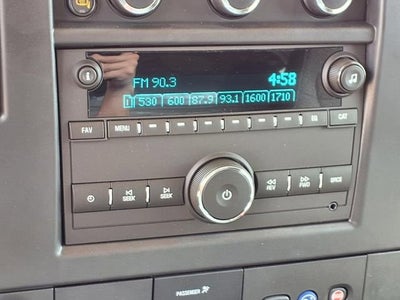 FM 90.3 4:58
530 600 87.9 93.1 1600 1710
FAV MENU EQ CAT
SEEK SEEK REV FWD SRCE
PASSENGER